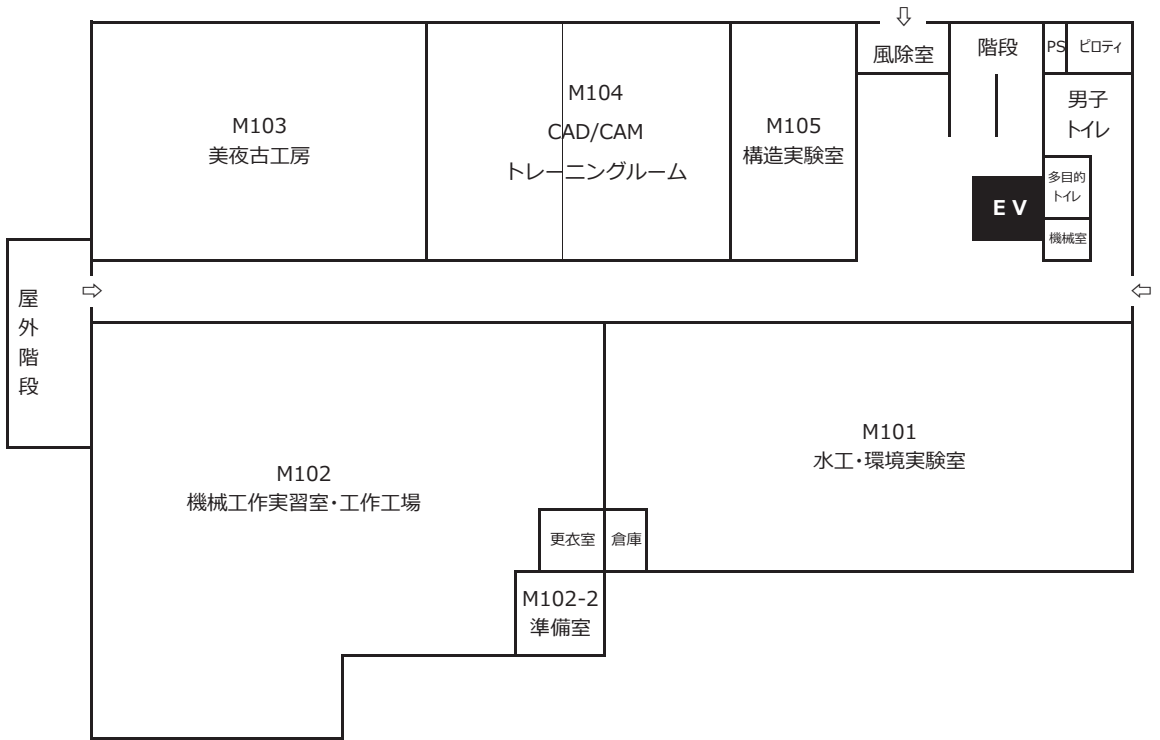 風除室
階段
PS
ピロティ
M103
美夜古工房
M104
CAD/CAM
トレーニングルーム
M105
構造実験室
男子
トイレ
多目的
トイレ
EV
機械室
屋外階段
M102
機械工作実習室・工作工場
M101
水工・環境実験室
更衣室
倉庫
M102-2
準備室